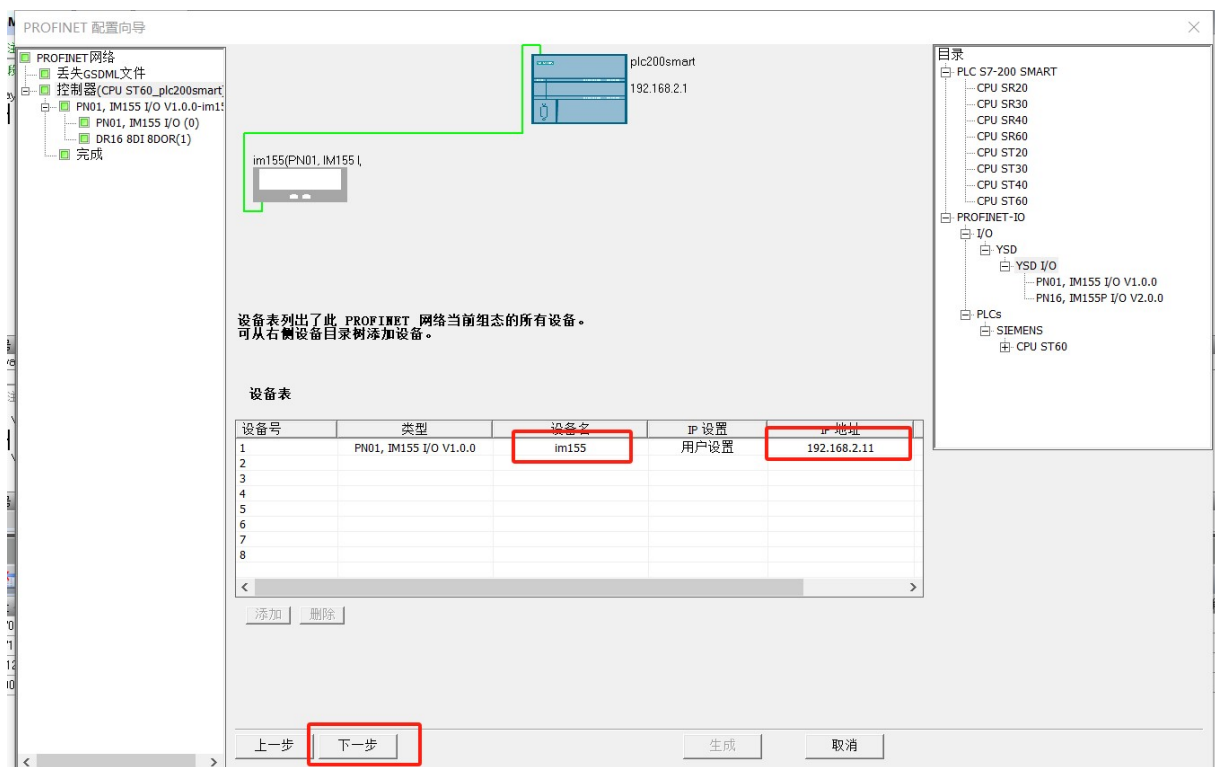 PROFINET 配置向导
PROFINET网络
丢失GSDML文件
控制器(CPU ST60_plc200smart)
PN01, IM155 I/O V1.0.0-im15
PN01, IM155 I/O (0)
DR16 8DI 8DOR(1)
完成
plc200smart
192.168.2.1
im155(PN01, IM155 I,
设备表列出了此 PROFINET 网络当前组态的所有设备。
可从右侧设备目录树添加设备。
设备表
设备号 类型 设备名 IP 设置 IP 地址
1 PN01, IM155 I/O V1.0.0 im155 用户设置 192.168.2.11
2
3
4
5
6
7
8
添加 删除
上一步 下一步 生成 取消
目录
PLC S7-200 SMART
CPU SR20
CPU SR30
CPU SR40
CPU SR60
CPU ST20
CPU ST30
CPU ST40
CPU ST60
PROFINET-IO
I/O
YSD
YSD I/O
PN01, IM155 I/O V1.0.0
PN16, IM155P I/O V2.0.0
PLCs
SIEMENS
CPU ST60